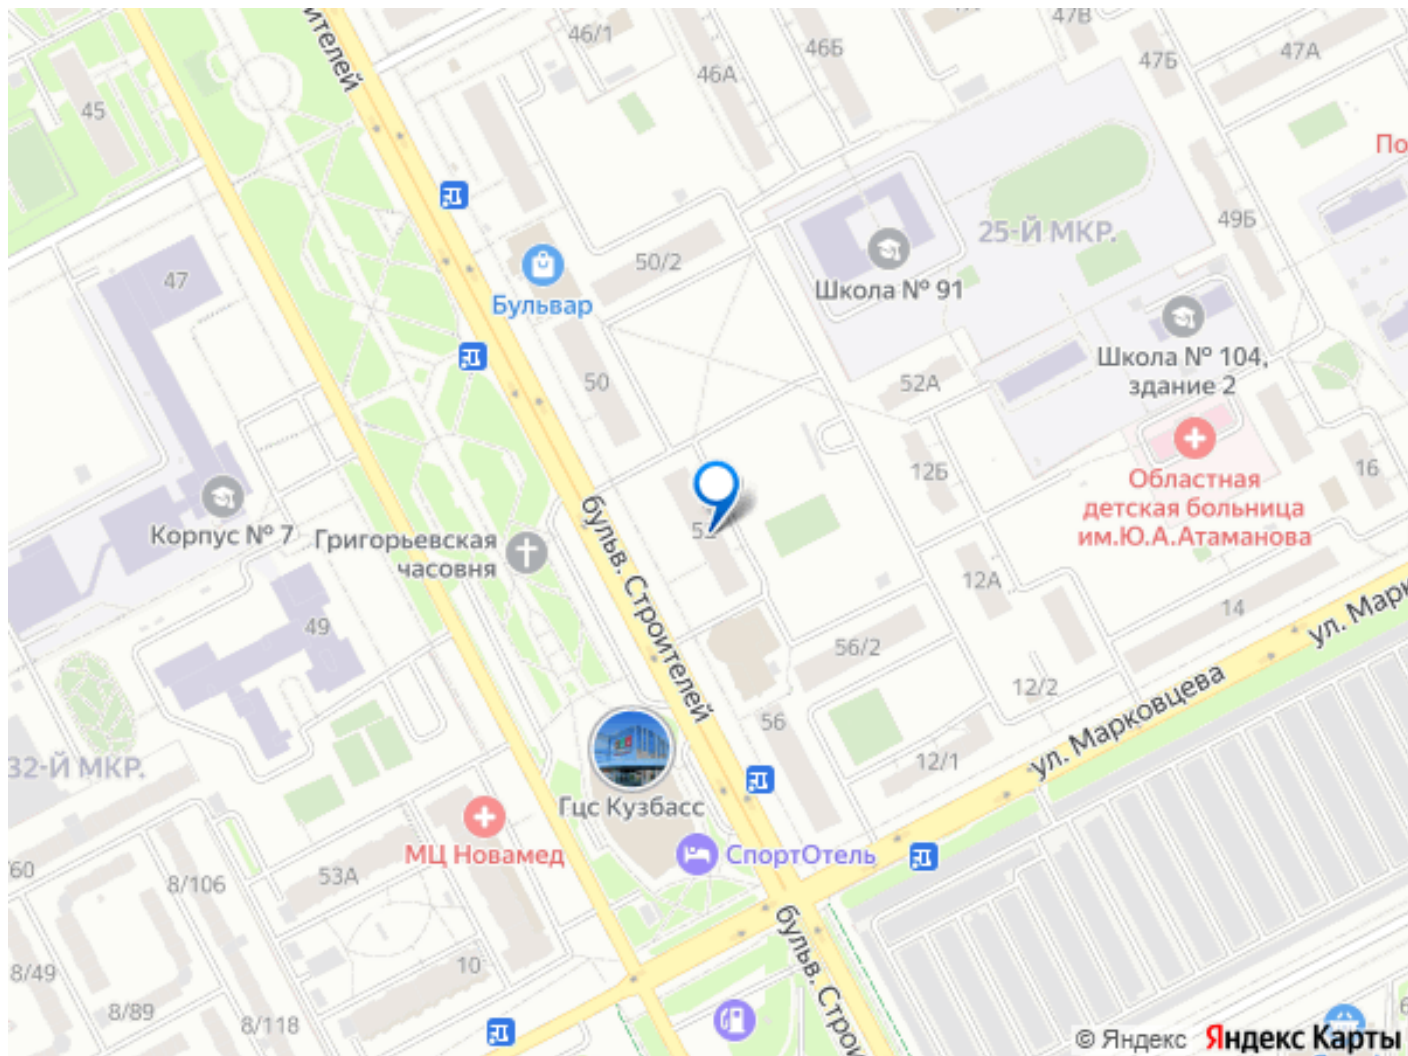 47В
46/1
46Б
47А
46А
47Б
45
ителей
По
49Б
25-Й МКР.
50/2
47
Школа № 91
Бульвар
Школа № 104,
здание 2
50
52А
12Б
16
Областная
детская больница
им.Ю.А.Атаманова
Корпус № 7
Григорьевская
часовня
бульв. Строителей
12А
14
ул. Марк
49
56/2
12/2
56
ул. Марковцева
12/1
32-Й МКР.
Гцс Кузбасс
МЦ Новамед
СпортОтель
60
53А
8/106
бульв. Строи
10
8/49
8/89
8/118
6
© Яндекс Яндекс Карты